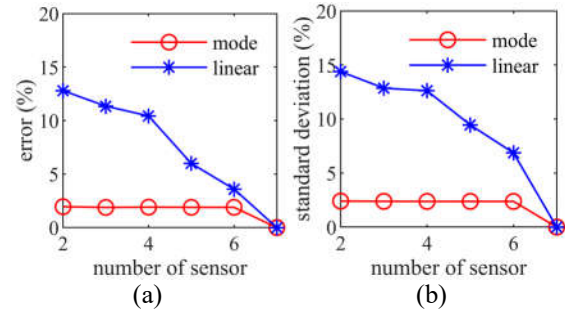 20
15
10
5
0
error (%)
mode
linear
2
4
6
number of sensor
(a)
20
15
10
5
0
standard deviation (%)
mode
linear
2
4
6
number of sensor
(b)